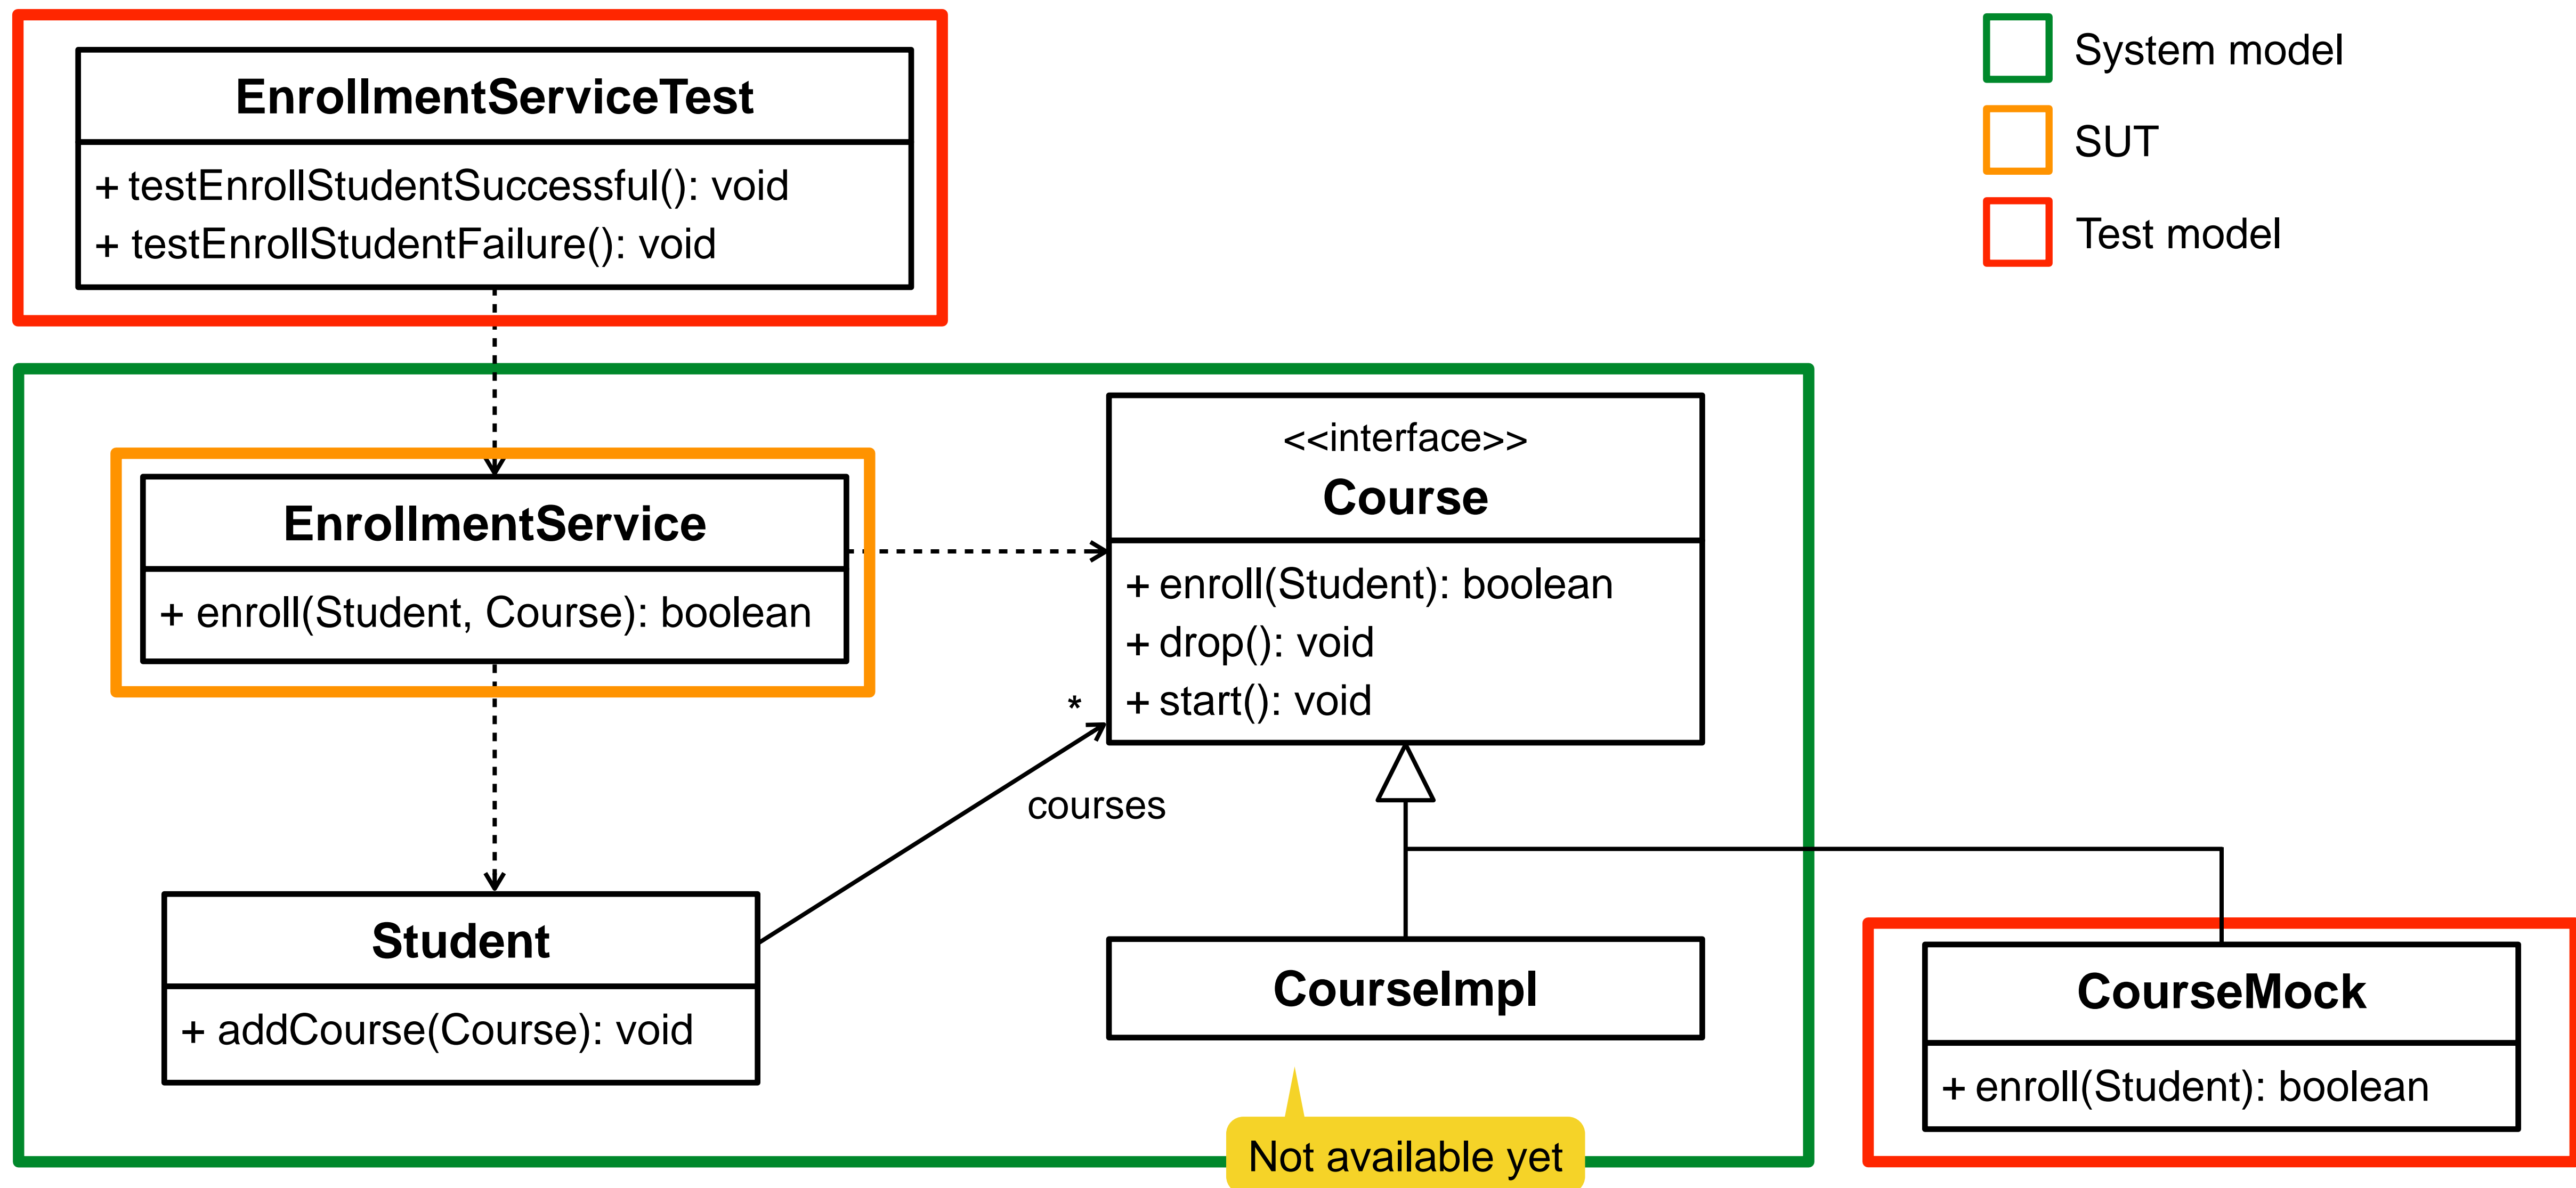 EnrollmentServiceTest
+ testEnrollStudentSuccessful(): void
+ testEnrollStudentFailure(): void
System model
SUT
Test model
EnrollmentService
+ enroll(Student, Course): boolean
<<interface>>
Course
+ enroll(Student): boolean
+ drop(): void
+ start(): void
*
courses
Student
+ addCourse(Course): void
CourseImpl
Not available yet
CourseMock
+ enroll(Student): boolean